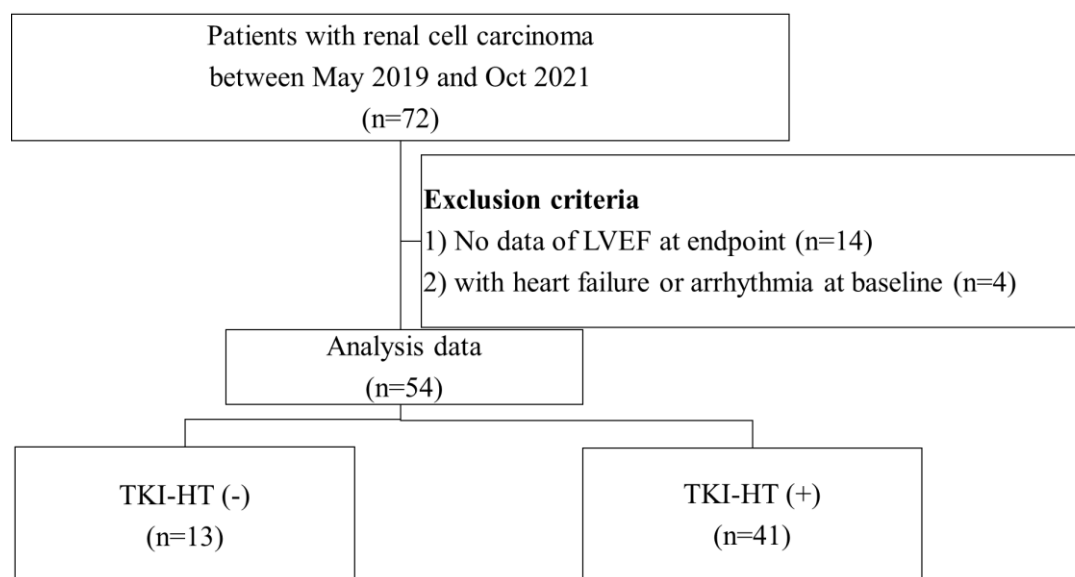 Patients with renal cell carcinoma
between May 2019 and Oct 2021
(n=72)
Exclusion criteria
1) No data of LVEF at endpoint (n=14)
2) with heart failure or arrhythmia at baseline (n=4)
Analysis data
(n=54)
TKI-HT (-)
(n=13)
TKI-HT (+)
(n=41)